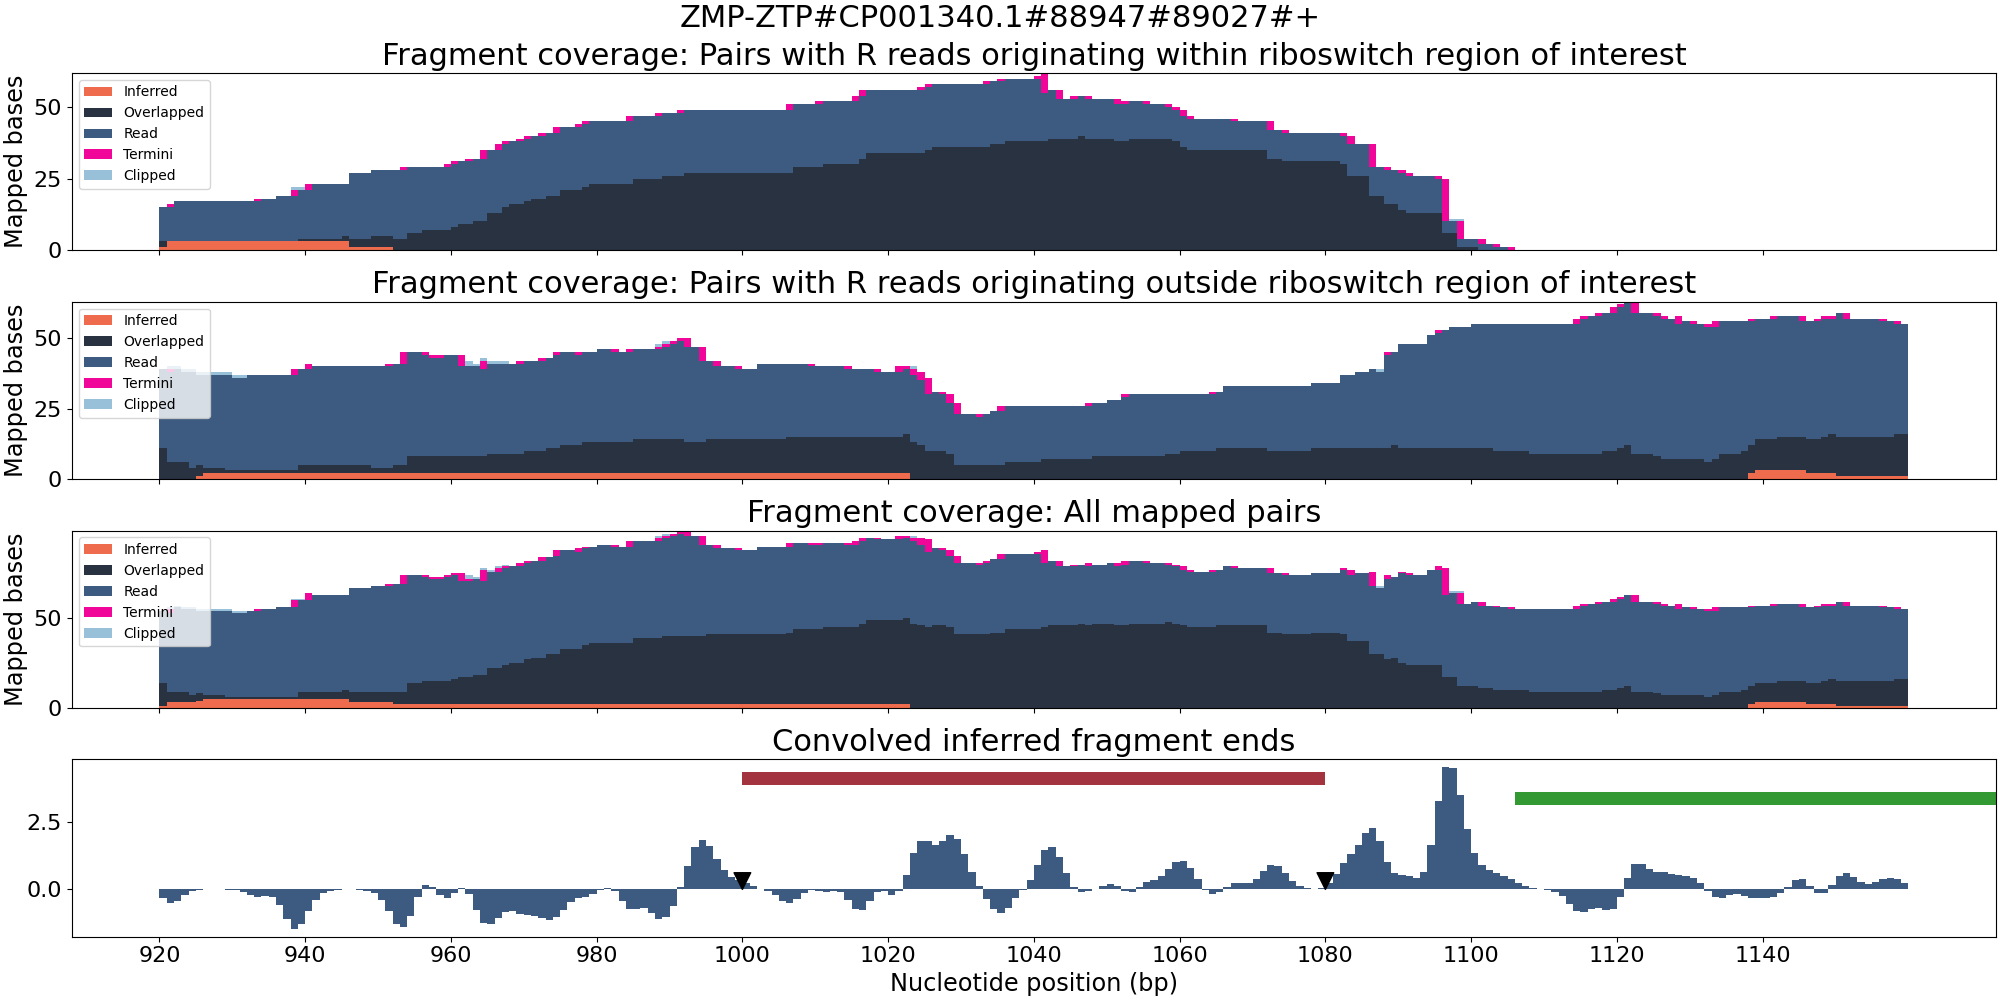 ZMP-ZTP#CP001340.1#88947#89027#+
Fragment coverage: Pairs with R reads originating within riboswitch region of interest
Mapped bases
50
25
0
Inferred
Overlapped
Read
Termini
Clipped
Fragment coverage: Pairs with R reads originating outside riboswitch region of interest
Mapped bases
50
25
0
Inferred
Overlapped
Read
Termini
Clipped
Fragment coverage: All mapped pairs
Mapped bases
50
0
Inferred
Overlapped
Read
Termini
Clipped
Convolved inferred fragment ends
2.5
0.0
920 940 960 980 1000 1020 1040 1060 1080 1100 1120 1140
Nucleotide position (bp)